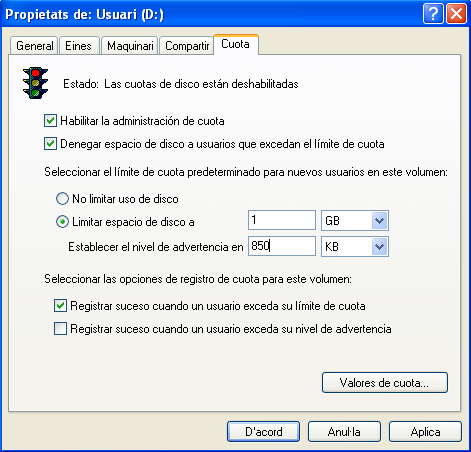 Propietats de: Usuari (D:)
General Eines Maquinari Compartir Cuota
Estado: Las cuotas de disco están deshabilitadas
Habilitar la administración de cuota
Denegar espacio de disco a usuarios que excedan el límite de cuota
Seleccionar el límite de cuota predeterminado para nuevos usuarios en este volumen:
No limitar uso de disco
Limitar espacio de disco a 1 GB
Establecer el nivel de advertencia en 850 KB
Seleccionar las opciones de registro de cuota para este volumen:
Registrar suceso cuando un usuario exceda su límite de cuota
Registrar suceso cuando un usuario exceda su nivel de advertencia
Valores de cuota...
D'acord Anul·la Aplica